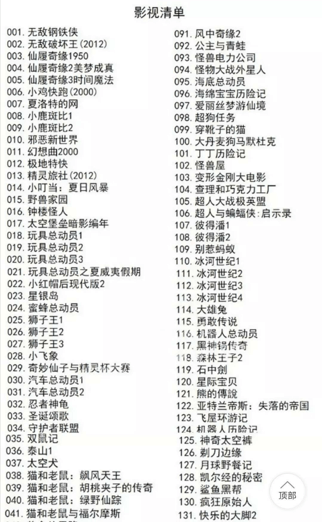 影视清单
001. 无敌钢铁侠
002. 无敌破坏王(2012)
003. 仙履奇缘1950
004. 仙履奇缘2美梦成真
005. 仙履奇缘3时间魔法
006. 小鸡快跑(2000)
007. 夏洛特的网
008. 小鹿斑比1
009. 小鹿斑比2
010. 邪恶新世界
011. 幻想曲2000
012. 极地特快
013. 精灵旅社(2012)
014. 小叮当：夏日风暴
015. 野兽家园
016. 钟楼怪人
017. 太空堡垒暗影编年
018. 玩具总动员1
019. 玩具总动员2
020. 玩具总动员3
021. 玩具总动员之夏威夷假期
022. 小红帽后现代版2
023. 星银岛
024. 蜜蜂总动员
025. 狮子王1
026. 狮子王2
027. 狮子王3
028. 小飞象
029. 奇妙仙子与精灵杯大赛
030. 汽车总动员1
031. 汽车总动员2
032. 忍者神龟
033. 圣诞颂歌
034. 守护者联盟
035. 双鼠记
036. 泰山1
037. 太空犬
038. 猫和老鼠：飙风天王
039. 猫和老鼠：胡桃夹子的传奇
040. 猫和老鼠：绿野仙踪
041. 猫和老鼠与福尔摩斯
091. 风中奇缘2
092. 公主与青蛙
093. 怪兽电力公司
094. 怪物大战外星人
095. 海底总动员
096. 海绵宝宝历险记
097. 爱丽丝梦游仙境
098. 超狗任务
099. 穿靴子的猫
100. 大丹麦狗马默杜克
101. 丁丁历险记
102. 怪兽屋
103. 变形金刚大电影
104. 查理和巧克力工厂
105. 超人大战极英盟
106. 超人与蝙蝠侠:启示录
107. 彼得潘1
108. 彼得潘2
109. 别惹蚂蚁
110. 冰河世纪1
111. 冰河世纪2
112. 冰河世纪3
113. 冰河世纪4
114. 大雄兔
115. 勇敢传说
116. 机器人总动员
117. 黑神锅传奇
118. 森林王子2
119. 石中剑
120. 星际宝贝
121. 熊的傳說
122. 亚特兰帝斯：失落的帝国
123. 飞屋环游记
124. 机器人历险记
125. 神奇太空裤
126. 剃刀边缘
127. 月球野餐记
128. 凯尔经的秘密
129. 鲨鱼黑帮
130. 疯狂原始人
131. 快乐的大脚2
顶部